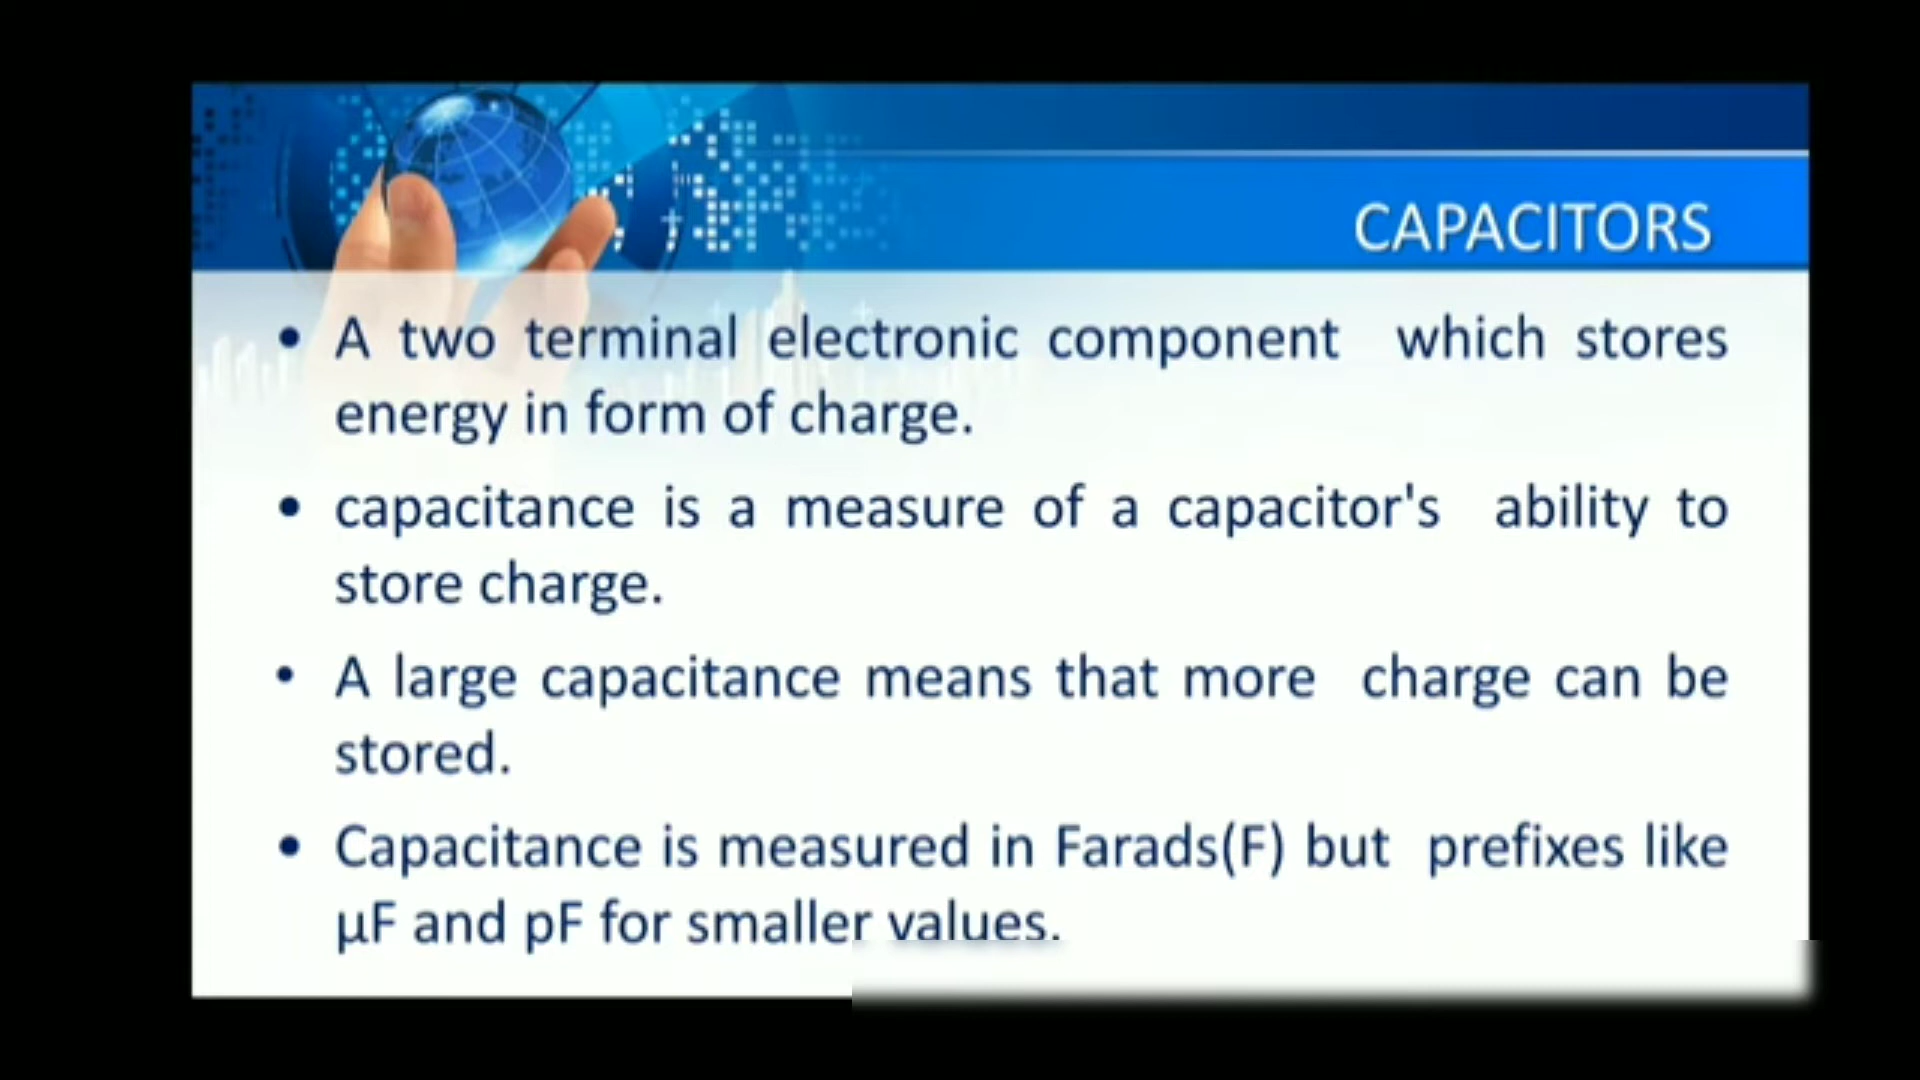 CAPACITORS
• A two terminal electronic component which stores
energy in form of charge.
• capacitance is a measure of a capacitor's ability to
store charge.
• A large capacitance means that more charge can be
stored.
• Capacitance is measured in Farads(F) but prefixes like
µF and pF for smaller values.